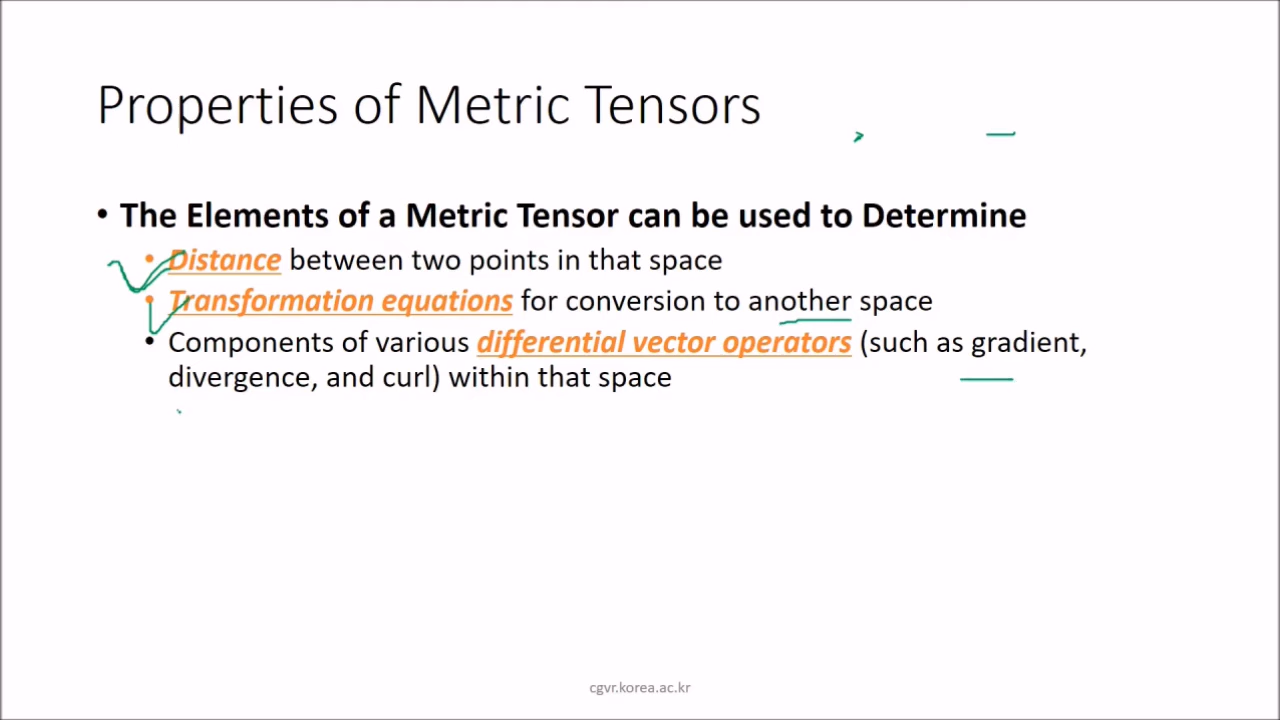 Properties of Metric Tensors
• The Elements of a Metric Tensor can be used to Determine
• Distance between two points in that space
• Transformation equations for conversion to another space
• Components of various differential vector operators (such as gradient,
divergence, and curl) within that space
cgvr.korea.ac.kr